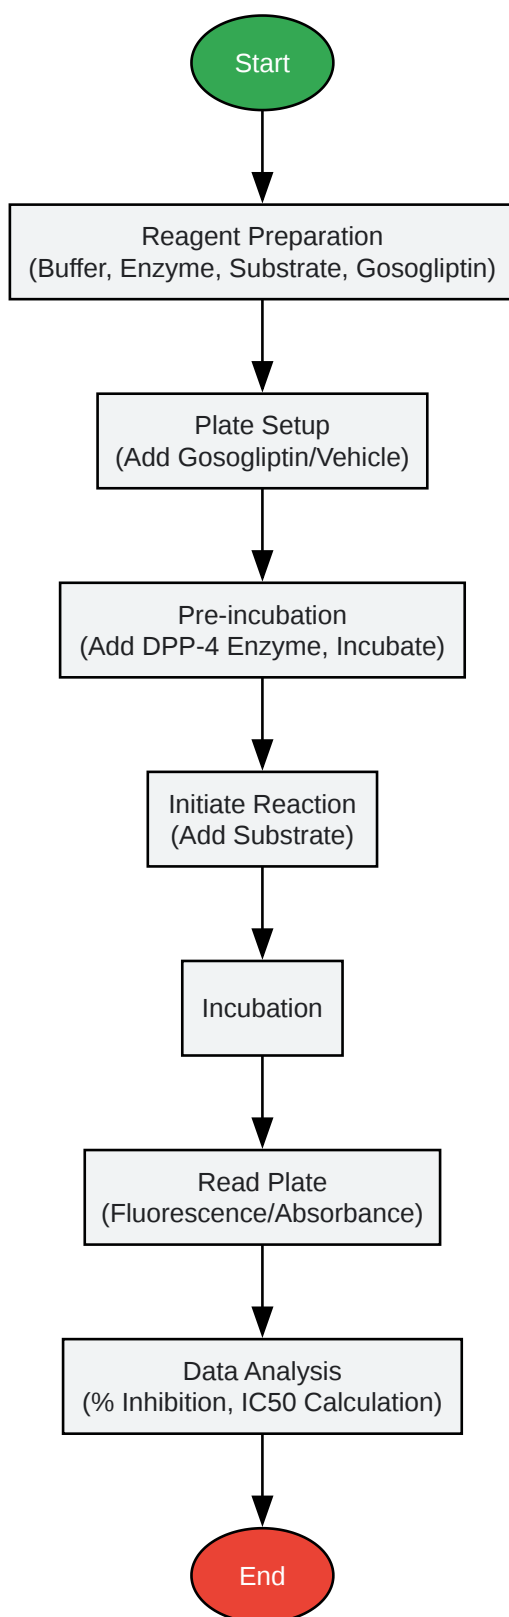 Start
Reagent Preparation
(Buffer, Enzyme, Substrate, Gosogliptin)
Plate Setup
(Add Gosogliptin/Vehicle)
Pre-incubation
(Add DPP-4 Enzyme, Incubate)
Initiate Reaction
(Add Substrate)
Incubation
Read Plate
(Fluorescence/Absorbance)
Data Analysis
(% Inhibition, IC50 Calculation)
End